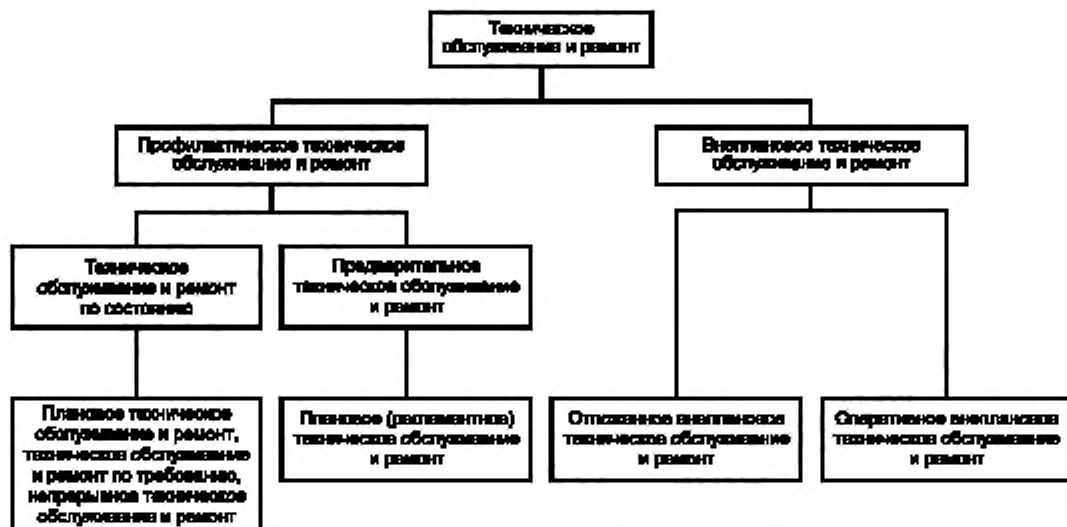 Техническое
обслуживание и ремонт
Профилактическое техническое
обслуживание и ремонт
Внеплановое техническое
обслуживание и ремонт
Техническое
обслуживание и ремонт
по состоянию
Предварительное
техническое обслуживание
и ремонт
Плановое техническое
обслуживание и ремонт,
техническое обслуживание
и ремонт по требованию,
непрерывное техническое
обслуживание и ремонт
Плановое (регламентное)
техническое обслуживание
и ремонт
Отложенное внеплановое
техническое обслуживание
и ремонт
Оперативное внеплановое
техническое обслуживание
и ремонт